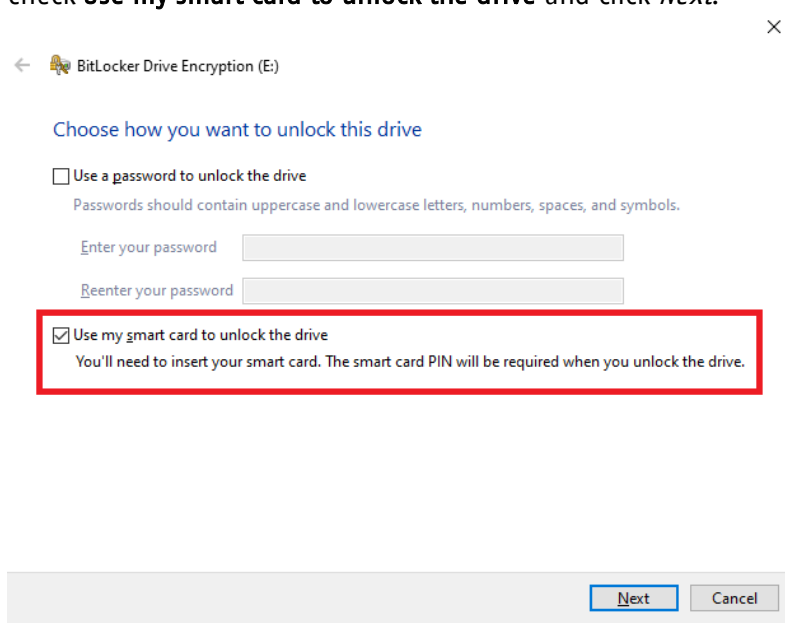 check Use my smart card to unlock the drive and click Next.
BitLocker Drive Encryption (E:)
Choose how you want to unlock this drive
Use a password to unlock the drive
Passwords should contain uppercase and lowercase letters, numbers, spaces, and symbols.
Enter your password
Reenter your password
Use my smart card to unlock the drive
You'll need to insert your smart card. The smart card PIN will be required when you unlock the drive.
Next Cancel